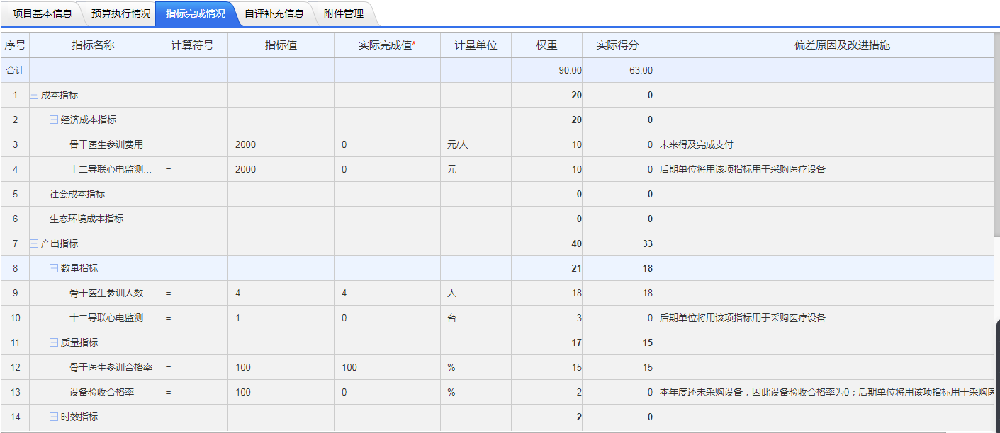 项目基本信息 预算执行情况 指标完成情况 自评补充信息 附件管理
序号 指标名称 计算符号 指标值 实际完成值* 计量单位 权重 实际得分 偏差原因及改进措施
合计 90.00 63.00
1 成本指标 20 0
2 经济成本指标 20 0
3 骨干医生参训费用 = 2000 0 元/人 10 0 未来得及完成支付
4 十二导联心电监测... = 2000 0 元 10 0 后期单位将用该项指标用于采购医疗设备
5 社会成本指标 0 0
6 生态环境成本指标 0 0
7 产出指标 40 33
8 数量指标 21 18
9 骨干医生参训人数 = 4 4 人 18 18
10 十二导联心电监测... = 1 0 台 3 0 后期单位将用该项指标用于采购医疗设备
11 质量指标 17 15
12 骨干医生参训合格率 = 100 100 % 15 15
13 设备验收合格率 = 100 0 % 2 0 本年度还未采购设备，因此设备验收合格率为0；后期单位将用该项指标用于采购医
14 时效指标 2 0